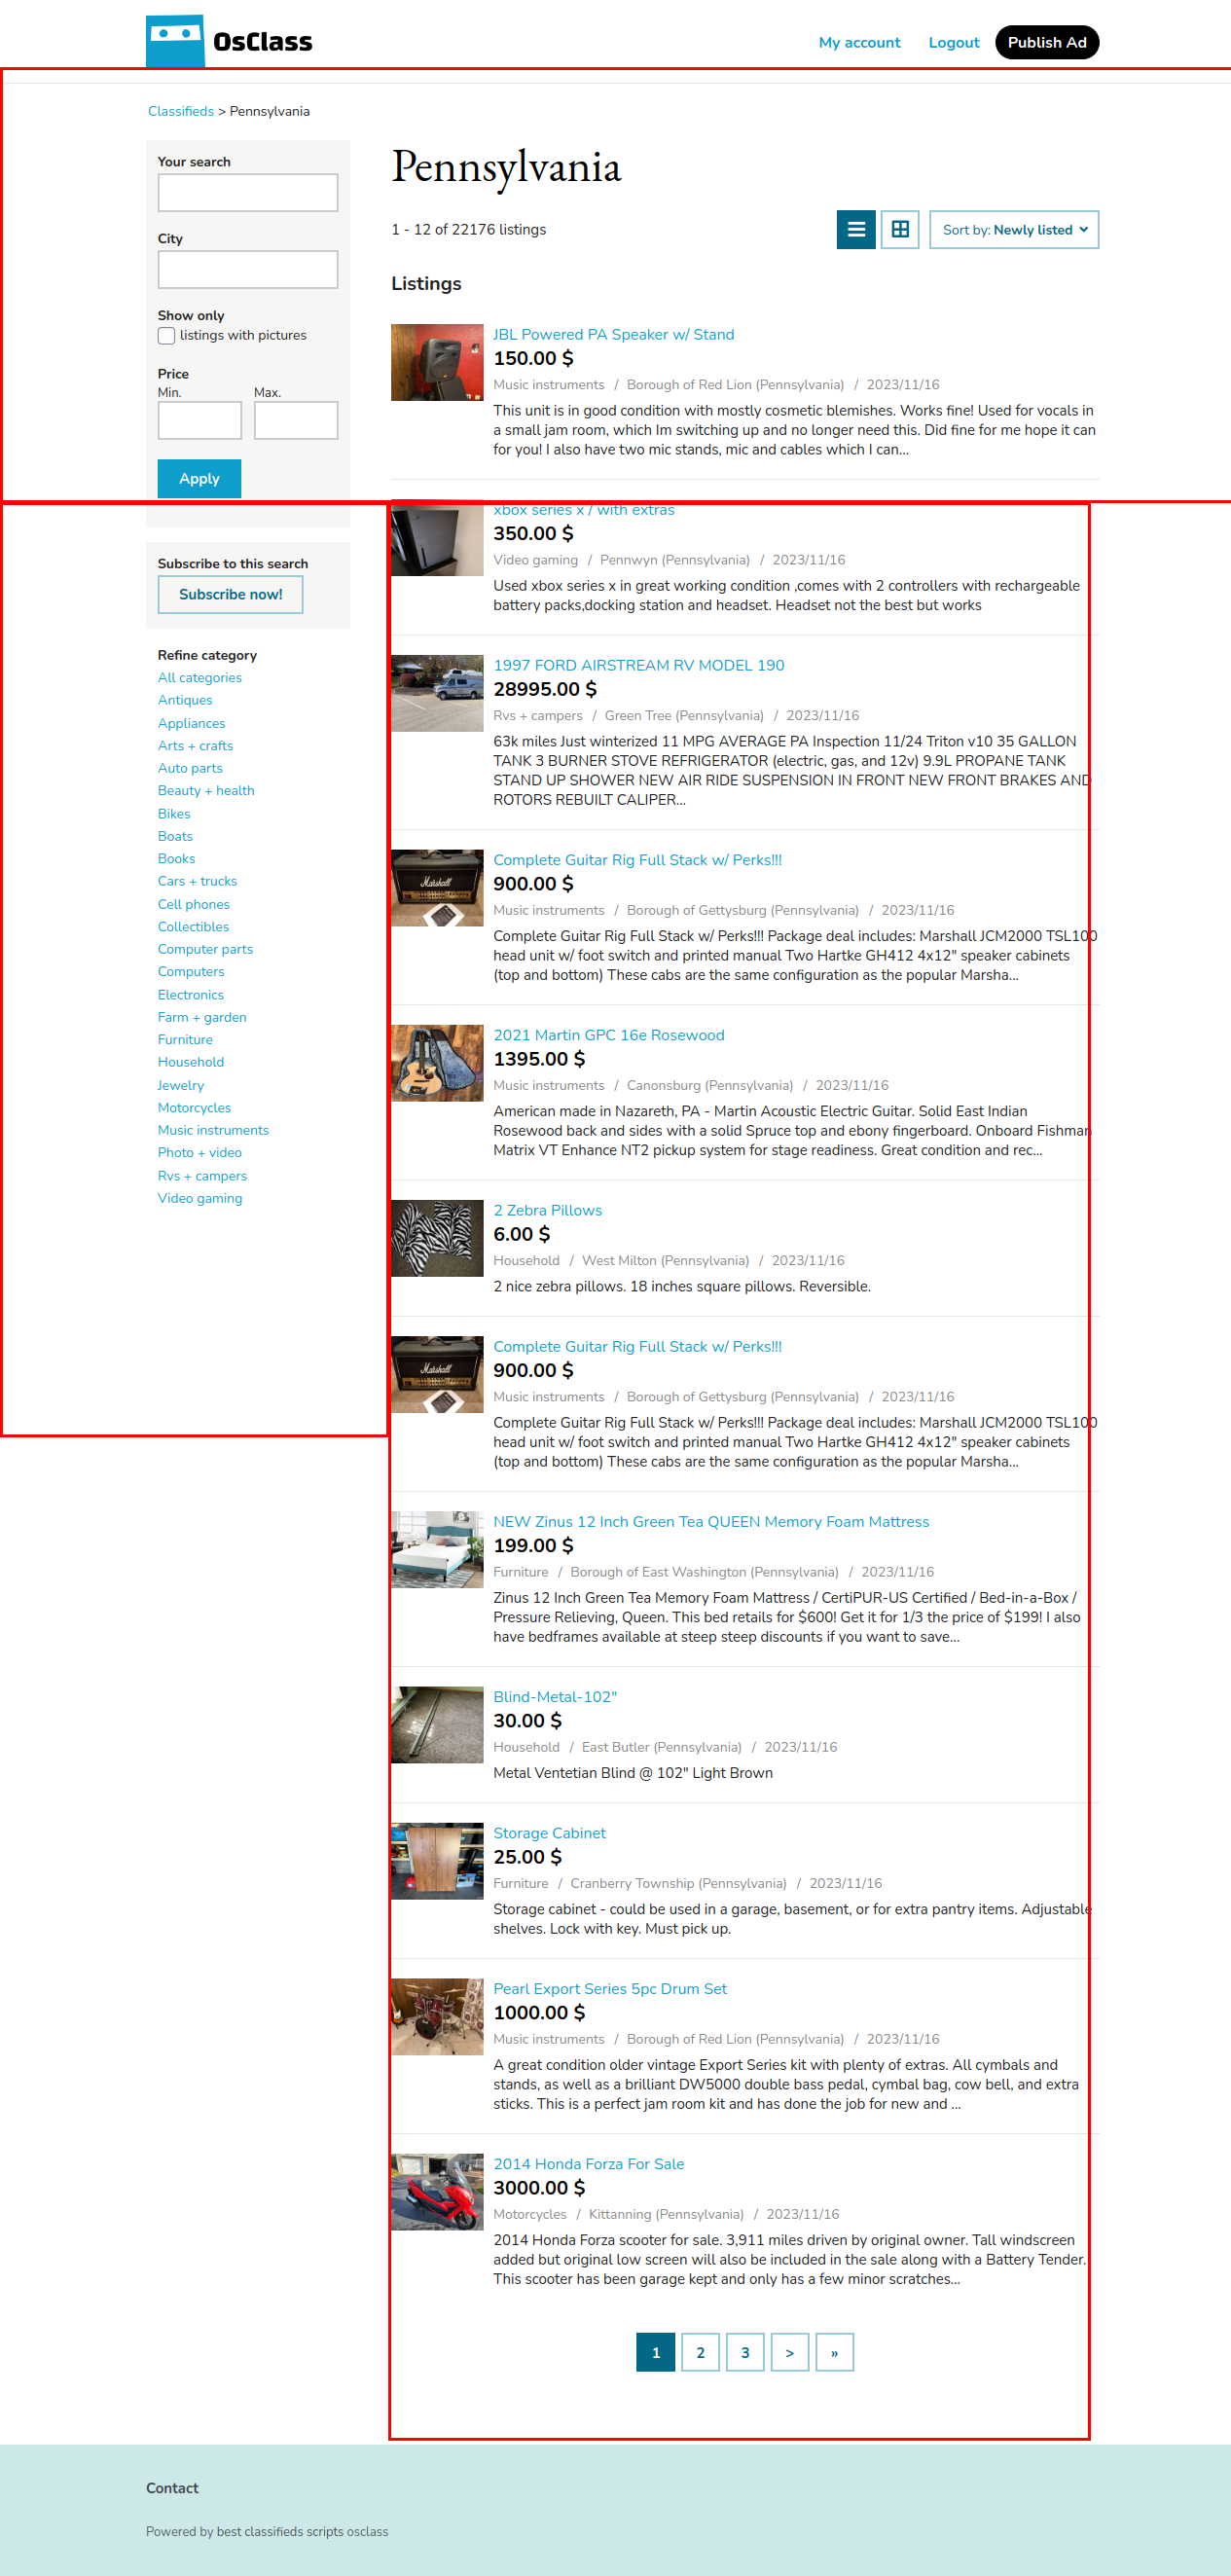 OsClass
My account
Logout
Publish Ad
Classifieds > Pennsylvania
Your search
City
Show only
listings with pictures
Price
Min.
Max.
Apply
Subscribe to this search
Subscribe now!
Refine category
All categories
Antiques
Appliances
Arts + crafts
Auto parts
Beauty + health
Bikes
Boats
Books
Cars + trucks
Cell phones
Collectibles
Computer parts
Computers
Electronics
Farm + garden
Furniture
Household
Jewelry
Motorcycles
Music instruments
Photo + video
Rvs + campers
Video gaming
Pennsylvania
1 - 12 of 22176 listings
Sort by: Newly listed
Listings
JBL Powered PA Speaker w/ Stand
150.00 $
Music instruments / Borough of Red Lion (Pennsylvania) / 2023/11/16
This unit is in good condition with mostly cosmetic blemishes. Works fine! Used for vocals in
a small jam room, which Im switching up and no longer need this. Did fine for me hope it can
for you! I also have two mic stands, mic and cables which I can...
xbox series x / with extras
350.00 $
Video gaming / Pennwyn (Pennsylvania) / 2023/11/16
Used xbox series x in great working condition ,comes with 2 controllers with rechargeable
battery packs,docking station and headset. Headset not the best but works
1997 FORD AIRSTREAM RV MODEL 190
28995.00 $
Rvs + campers / Green Tree (Pennsylvania) / 2023/11/16
63k miles Just winterized 11 MPG AVERAGE PA Inspection 11/24 Triton v10 35 GALLON
TANK 3 BURNER STOVE REFRIGERATOR (electric, gas, and 12v) 9.9L PROPANE TANK
STAND UP SHOWER NEW AIR RIDE SUSPENSION IN FRONT NEW FRONT BRAKES AND
ROTORS REBUILT CALIPER...
Marshall
Complete Guitar Rig Full Stack w/ Perks!!!
900.00 $
Music instruments / Borough of Gettysburg (Pennsylvania) / 2023/11/16
Complete Guitar Rig Full Stack w/ Perks!!! Package deal includes: Marshall JCM2000 TSL100
head unit w/ foot switch and printed manual Two Hartke GH412 4x12" speaker cabinets
(top and bottom) These cabs are the same configuration as the popular Marsha...
2021 Martin GPC 16e Rosewood
1395.00 $
Music instruments / Canonsburg (Pennsylvania) / 2023/11/16
American made in Nazareth, PA - Martin Acoustic Electric Guitar. Solid East Indian
Rosewood back and sides with a solid Spruce top and ebony fingerboard. Onboard Fishman
Matrix VT Enhance NT2 pickup system for stage readiness. Great condition and rec...
2 Zebra Pillows
6.00 $
Household / West Milton (Pennsylvania) / 2023/11/16
2 nice zebra pillows. 18 inches square pillows. Reversible.
Marshall
Complete Guitar Rig Full Stack w/ Perks!!!
900.00 $
Music instruments / Borough of Gettysburg (Pennsylvania) / 2023/11/16
Complete Guitar Rig Full Stack w/ Perks!!! Package deal includes: Marshall JCM2000 TSL100
head unit w/ foot switch and printed manual Two Hartke GH412 4x12" speaker cabinets
(top and bottom) These cabs are the same configuration as the popular Marsha...
NEW Zinus 12 Inch Green Tea QUEEN Memory Foam Mattress
199.00 $
Furniture / Borough of East Washington (Pennsylvania) / 2023/11/16
Zinus 12 Inch Green Tea Memory Foam Mattress / CertiPUR-US Certified / Bed-in-a-Box /
Pressure Relieving, Queen. This bed retails for $600! Get it for 1/3 the price of $199! I also
have bedframes available at steep steep discounts if you want to save...
Blind-Metal-102"
30.00 $
Household / East Butler (Pennsylvania) / 2023/11/16
Metal Ventetian Blind @ 102" Light Brown
Storage Cabinet
25.00 $
Furniture / Cranberry Township (Pennsylvania) / 2023/11/16
Storage cabinet - could be used in a garage, basement, or for extra pantry items. Adjustable
shelves. Lock with key. Must pick up.
Pearl Export Series 5pc Drum Set
1000.00 $
Music instruments / Borough of Red Lion (Pennsylvania) / 2023/11/16
A great condition older vintage Export Series kit with plenty of extras. All cymbals and
stands, as well as a brilliant DW5000 double bass pedal, cymbal bag, cow bell, and extra
sticks. This is a perfect jam room kit and has done the job for new and ...
2014 Honda Forza For Sale
3000.00 $
Motorcycles / Kittanning (Pennsylvania) / 2023/11/16
2014 Honda Forza scooter for sale. 3,911 miles driven by original owner. Tall windscreen
added but original low screen will also be included in the sale along with a Battery Tender.
This scooter has been garage kept and only has a few minor scratches...
1 2 3 > »
Contact
Powered by best classifieds scripts osclass